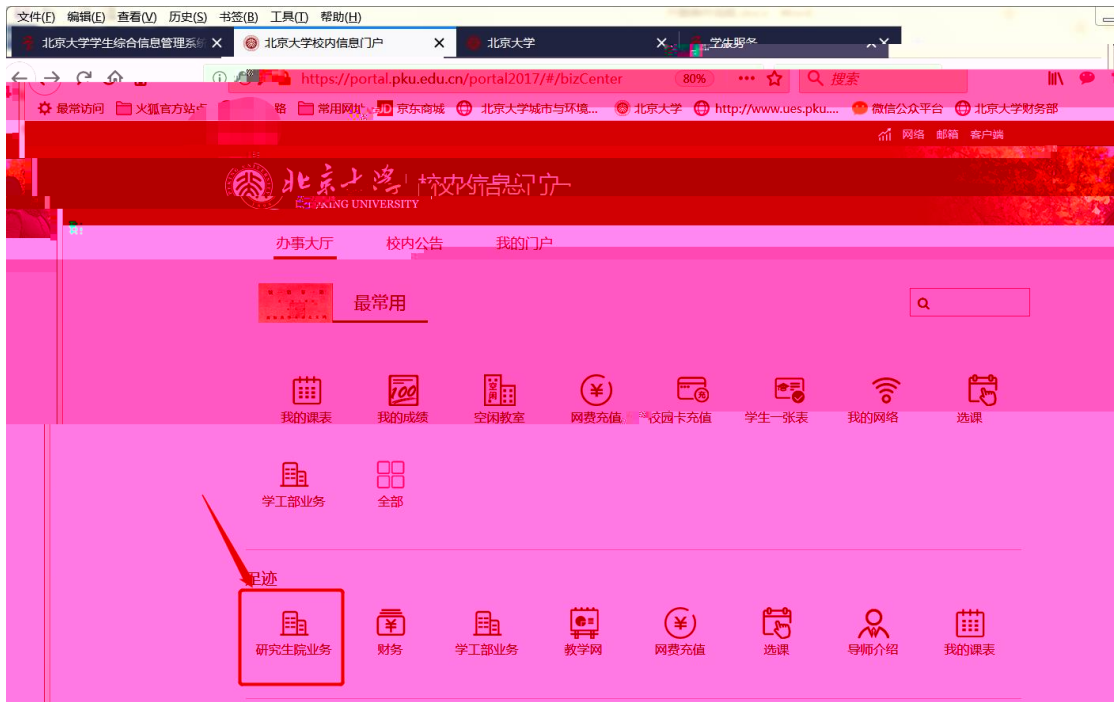 文件(F) 编辑(E) 查看(V) 历史(S) 书签(B) 工具(T) 帮助(H)
北京大学学生综合信息管理系统 × 北京大学校内信息门户 × 北京大学 ×
https://portal.pku.edu.cn/portal2017/#/bizCenter 80% 搜索
最常访问 火狐官方站点 常用网址 JD 京东商城 北京大学城市与环境... 北京大学 http://www.ues.pku.... 微信公众平台 北京大学财务部
网络 邮箱 客户端
北京大学 校内信息门户
UNIVERSITY
办事大厅 校内公告 我的门户
最常用
我的课表 我的成绩 空闲教室 网费充值 校园卡充值 学生一张表 我的网络 选课
学工部业务 全部
足迹
研究生院业务 财务 学工部业务 教学网 网费充值 选课 导师介绍 我的课表